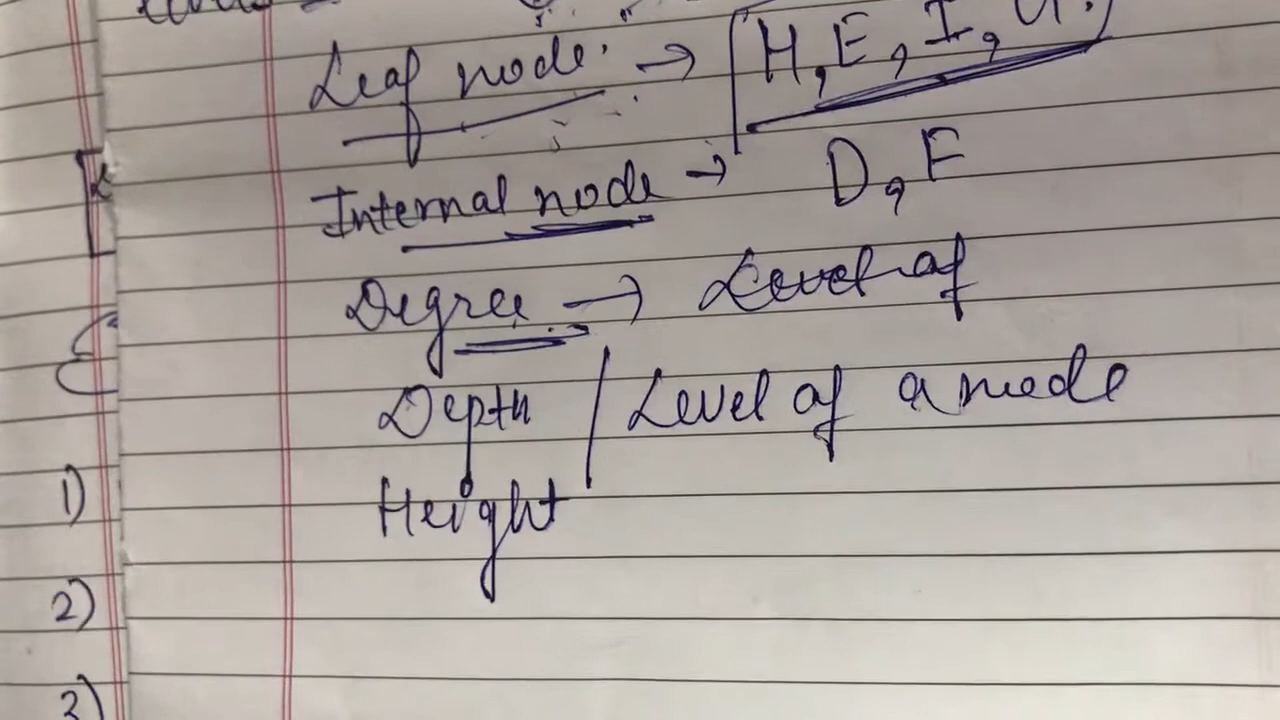 Leaf node. → H, E, I, G.
Internal node → D, F
Degree → Level of
Depth / Level of a node
Height
1)
2)
3)